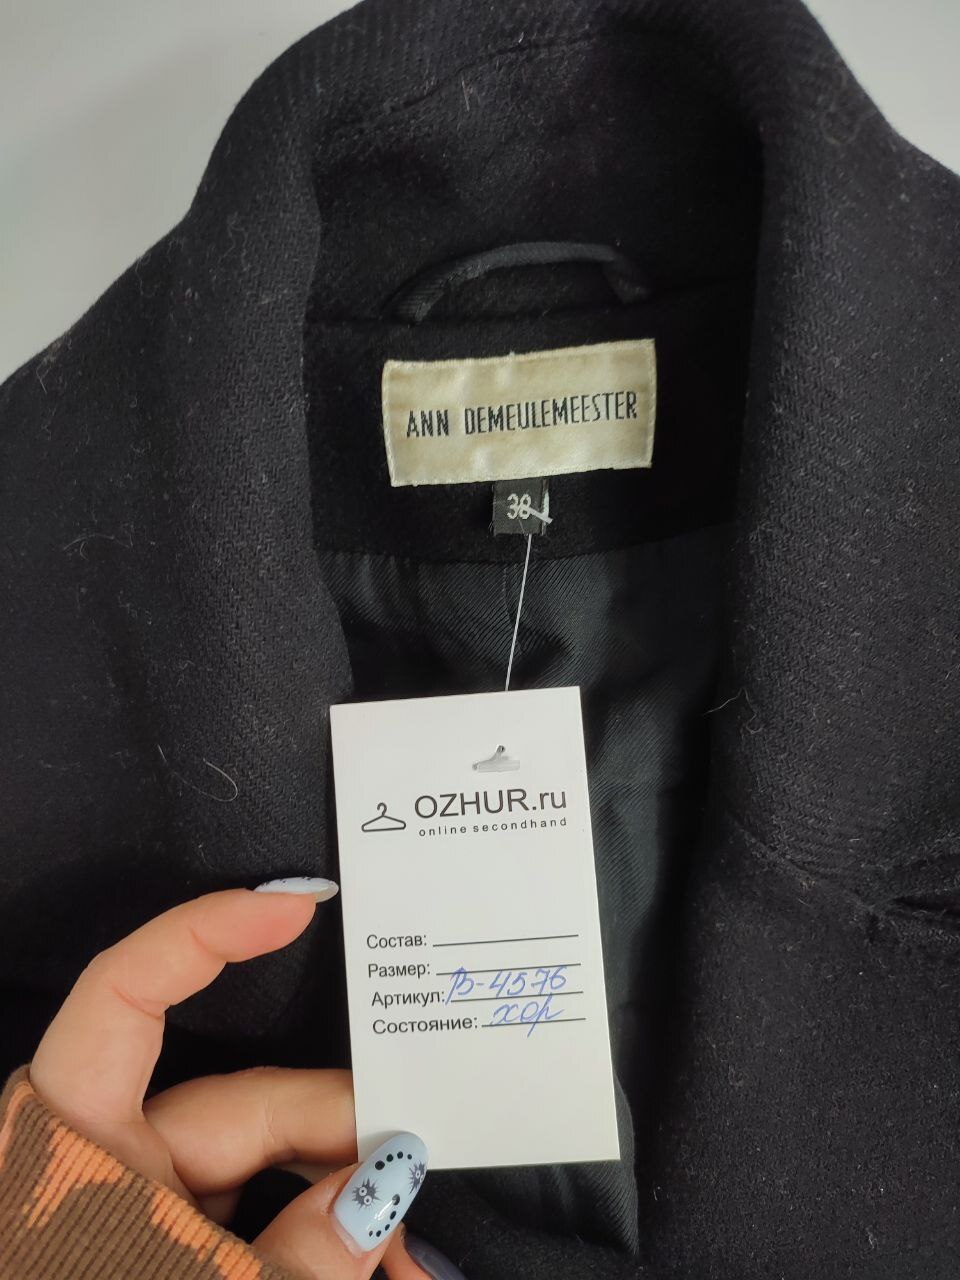 ANN DEMEULEMEESTER
38
OZHUR.ru
online secondhand
Состав:
Размер:
Артикул: В-4576
Состояние: хор